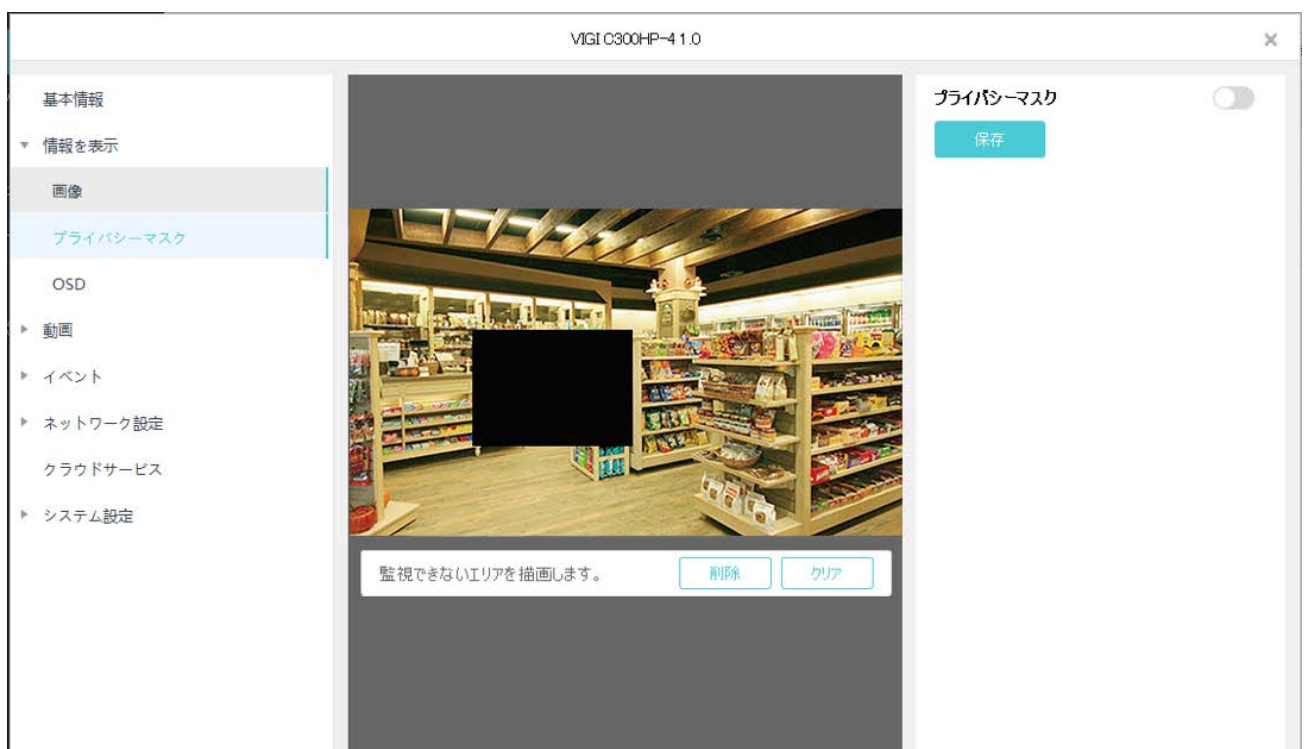 VIGI C300HP-4 1.0
基本情報
情報を表示
画像
プライバシーマスク
OSD
動画
イベント
ネットワーク設定
クラウドサービス
システム設定
監視できないエリアを描画します。
削除
クリア
プライバシーマスク
保存